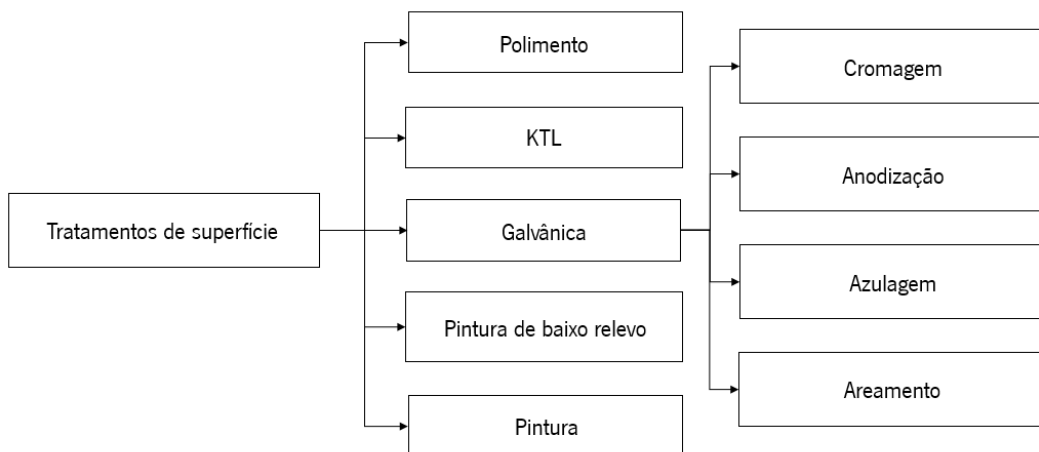 Tratamentos de superfície
Polimento
KTL
Galvânica
Pintura de baixo relevo
Pintura
Cromagem
Anodização
Azulagem
Areamento